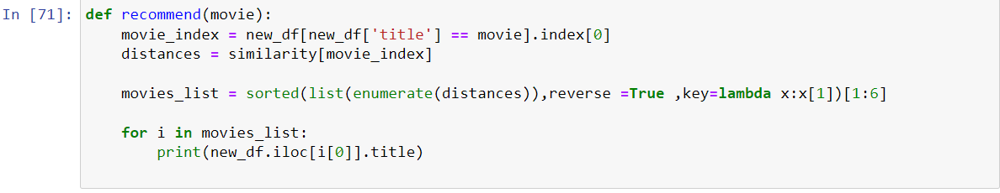 In [71]: def recommend(movie):
    movie_index = new_df[new_df['title'] == movie].index[0]
    distances = similarity[movie_index]

    movies_list = sorted(list(enumerate(distances)),reverse =True ,key=lambda x:x[1])[1:6]

    for i in movies_list:
        print(new_df.iloc[i[0]].title)